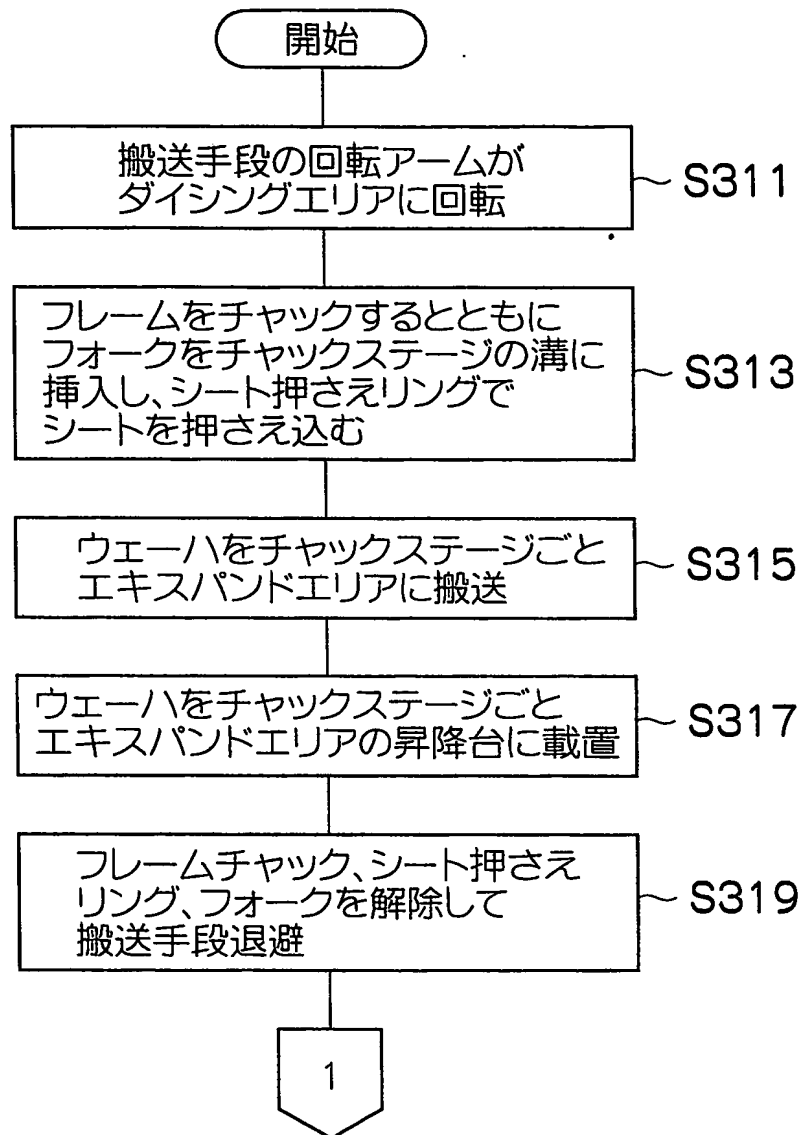 開始
搬送手段の回転アームが
ダイシングエリアに回転
S311
フレームをチャックするとともに
フォークをチャックステージの溝に
挿入し、シート押さえリングで
シートを押さえ込む
S313
ウェーハをチャックステージごと
エキスパンドエリアに搬送
S315
ウェーハをチャックステージごと
エキスパンドエリアの昇降台に載置
S317
フレームチャック、シート押さえ
リング、フォークを解除して
搬送手段退避
S319
1